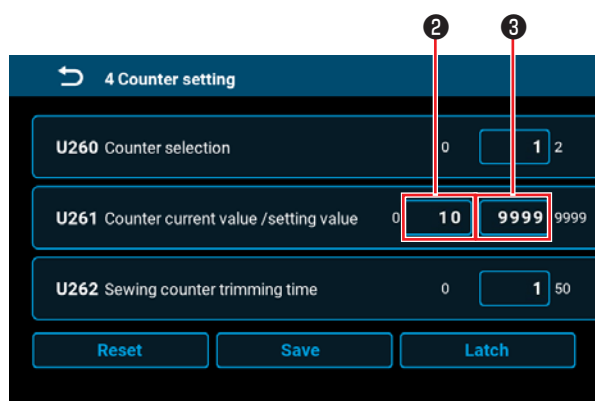 ❷ ❸
4 Counter setting
U260 Counter selection 0 1 2
U261 Counter current value /setting value 0 10 9999 9999
U262 Sewing counter trimming time 0 1 50
Reset Save Latch